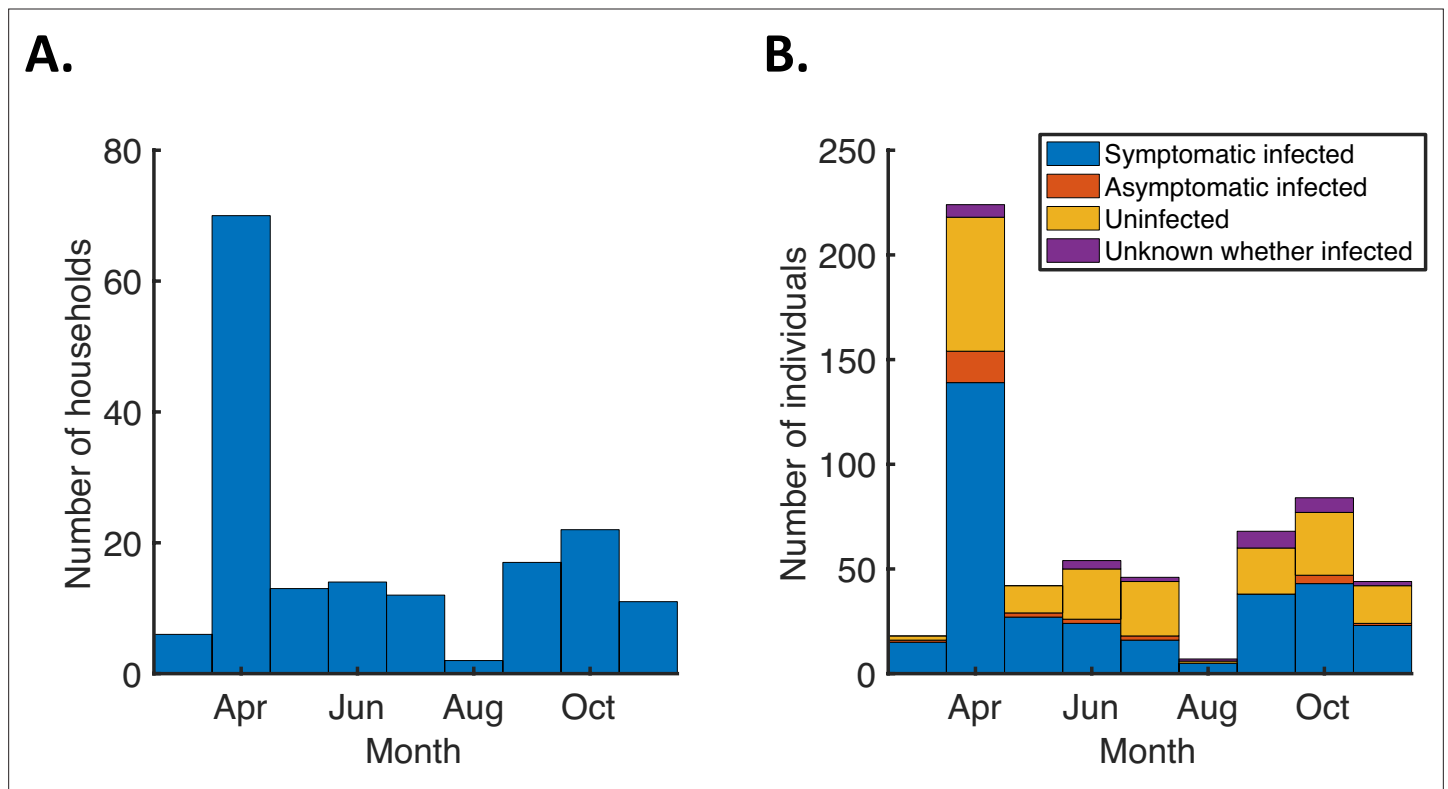 A.
80
60
40
20
0
Number of households
Apr Jun Aug Oct
Month
B.
250
200
150
100
50
0
Number of individuals
Symptomatic infected
Asymptomatic infected
Uninfected
Unknown whether infected
Apr Jun Aug Oct
Month